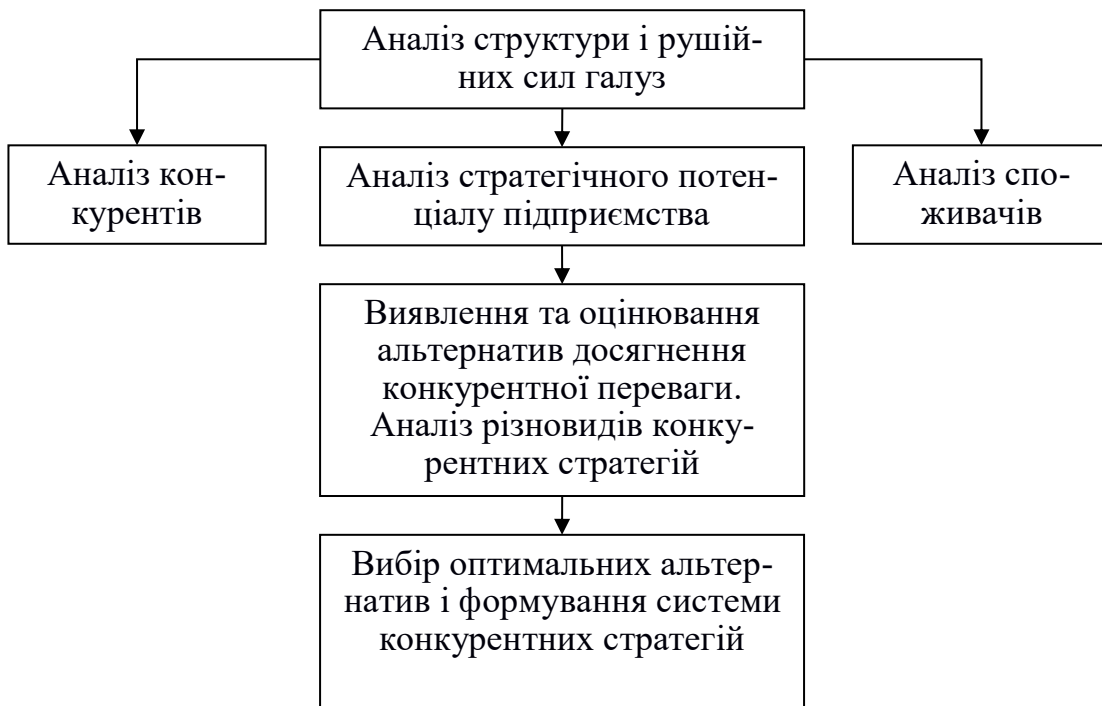 Аналіз структури і рушій-
них сил галуз
Аналіз кон-
курентів
Аналіз стратегічного потен-
ціалу підприємства
Аналіз спо-
живачів
Виявлення та оцінювання
альтернатив досягнення
конкурентної переваги.
Аналіз різновидів конку-
рентних стратегій
Вибір оптимальних альтер-
натив і формування системи
конкурентних стратегій